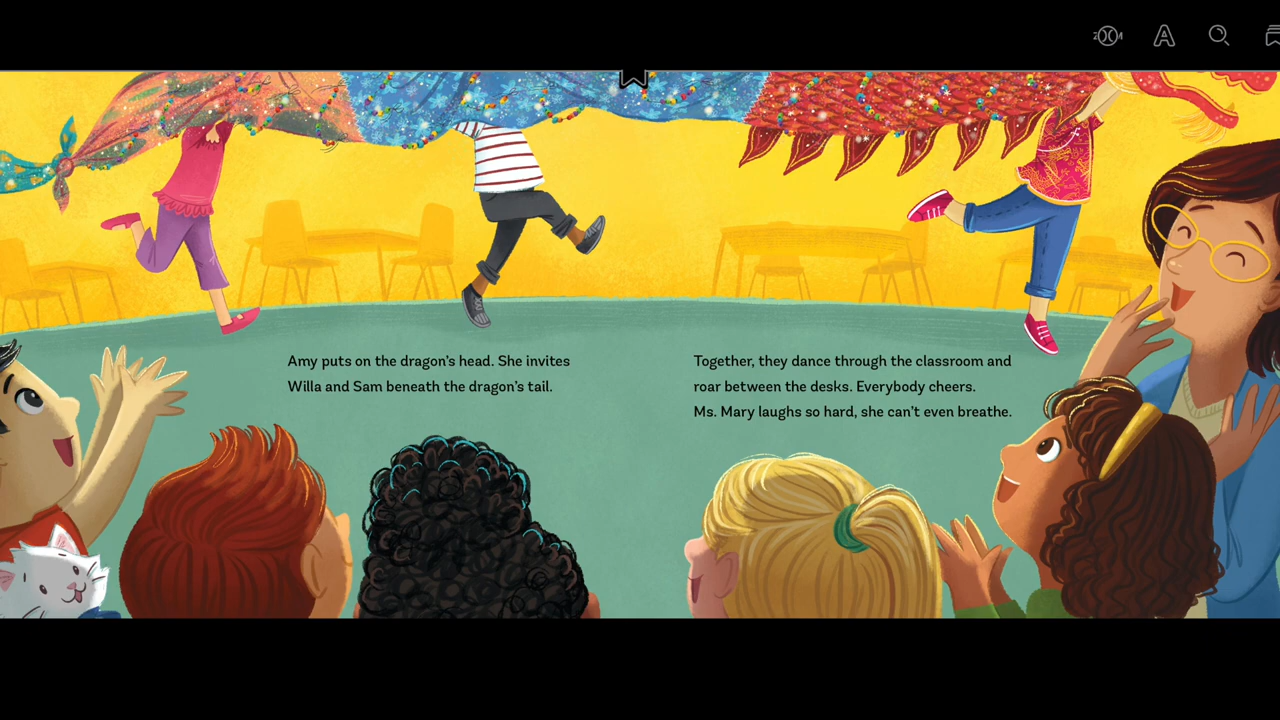 Amy puts on the dragon's head. She invites
Willa and Sam beneath the dragon's tail.
Together, they dance through the classroom and
roar between the desks. Everybody cheers.
Ms. Mary laughs so hard, she can't even breathe.